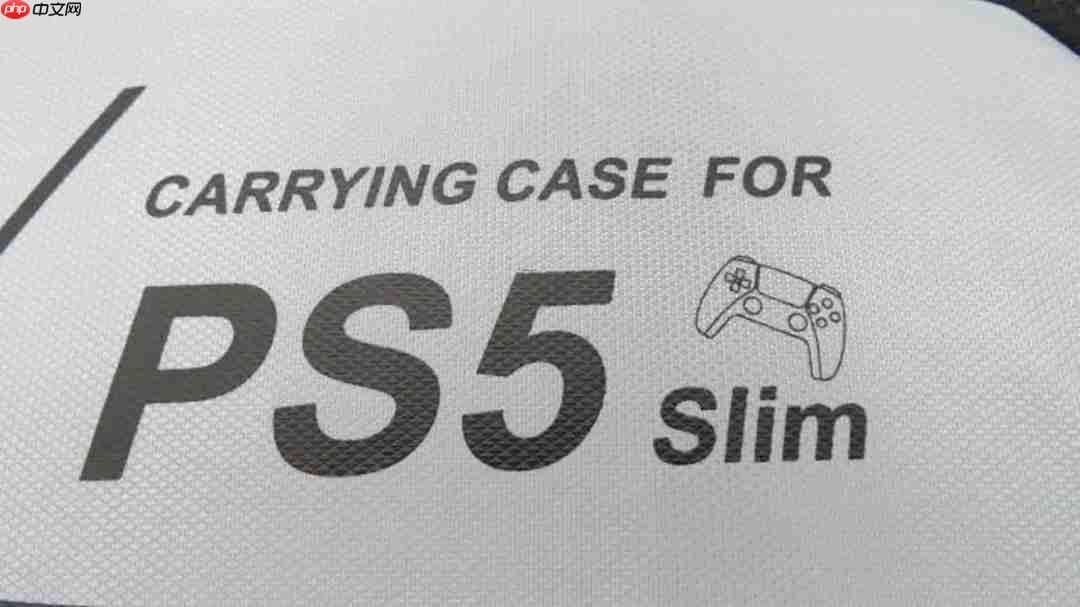 php中文网
CARRYING CASE FOR
PS5 Slim